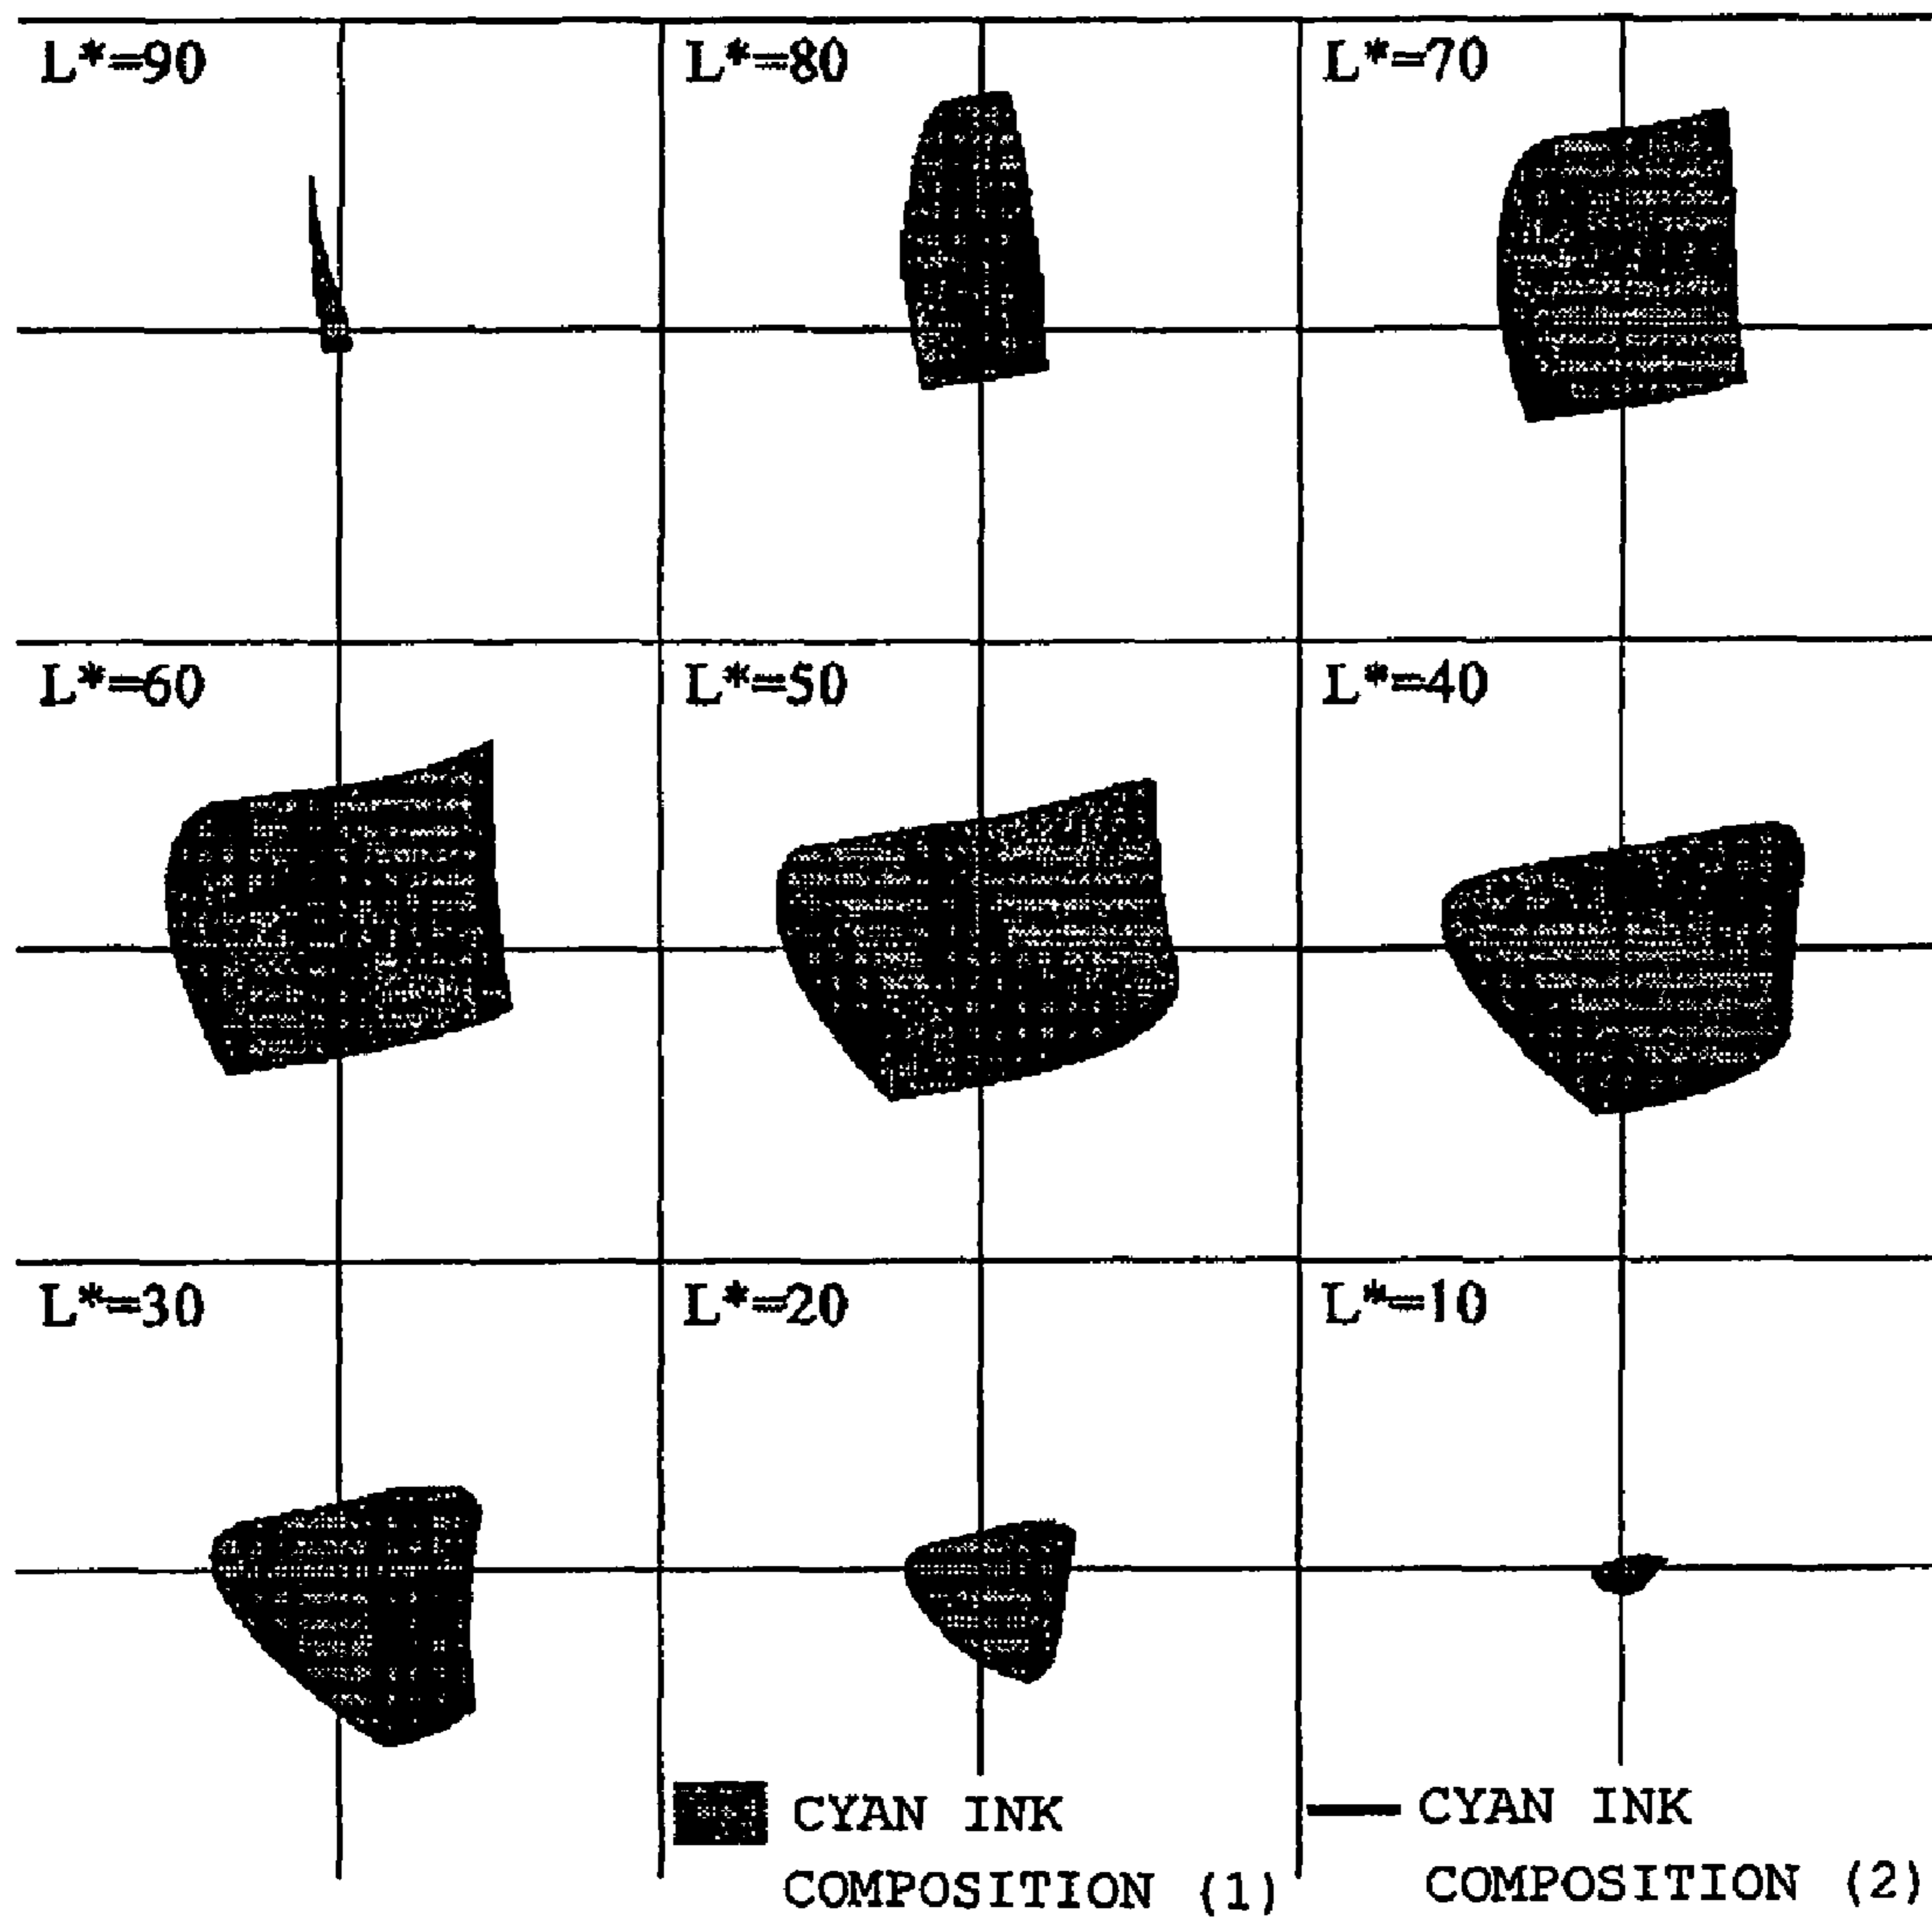 L*=90
L*=80
L*=70
L*=60
L*=50
L*=40
L*=30
L*=20
L*=10
CYAN INK
COMPOSITION (1)
CYAN INK
COMPOSITION (2)